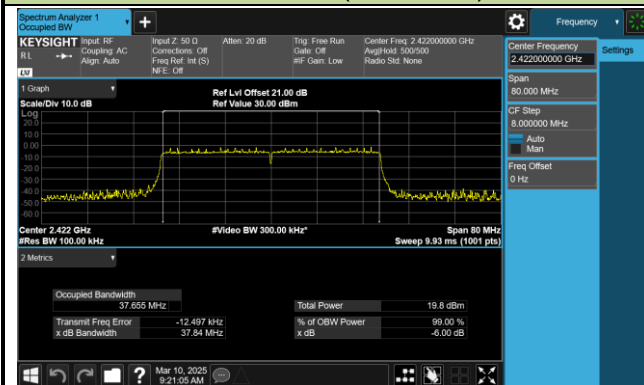 Spectrum Analyzer 1
Occupied BW
+
Frequency
KEYSIGHT
RL
LXI
Input: RF
Coupling: AC
Align: Auto
Input Z: 50 Ω
Corrections: Off
Freq Ref: Int (S)
NFE: Off
Atten: 20 dB
Trig: Free Run
Gate: Off
#IF Gain: Low
Center Freq: 2.422000000 GHz
Avg|Hold: 500/500
Radio Std: None
Center Frequency
2.422000000 GHz
Settings
Span
80.000 MHz
CF Step
8.000000 MHz
Auto
Man
Freq Offset
0 Hz
1 Graph
Scale/Div 10.0 dB
Ref Lvl Offset 21.00 dB
Ref Value 30.00 dBm
Log
20.0
10.0
0.00
-10.0
-20.0
-30.0
-40.0
-50.0
-60.0
Center 2.422 GHz
#Video BW 300.00 kHz*
Span 80 MHz
#Res BW 100.00 kHz
Sweep 9.93 ms (1001 pts)
2 Metrics
Occupied Bandwidth
37.655 MHz
Total Power 19.8 dBm
Transmit Freq Error -12.497 kHz
% of OBW Power 99.00 %
x dB Bandwidth 37.84 MHz
x dB -6.00 dB
?
Mar 10, 2025
9:21:05 AM